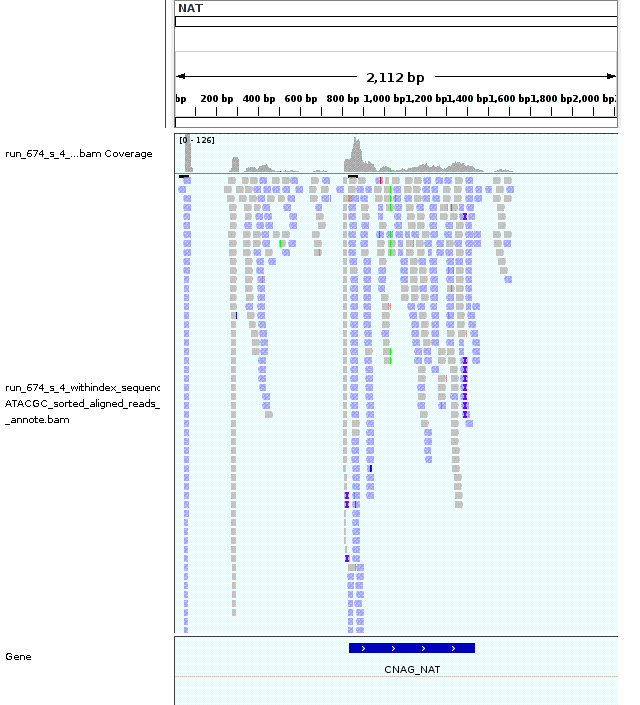 NAT
2,112 bp
bp 200 bp 400 bp 600 bp 800 bp 1,000 bp 1,200 bp 1,400 bp 1,600 bp 1,800 bp 2,000 bp
[0 - 126]
run_674_s_4_...bam Coverage
run_674_s_4_withindex_sequenc
ATACGC_sorted_aligned_reads_
_annote.bam
Gene
CNAG_NAT